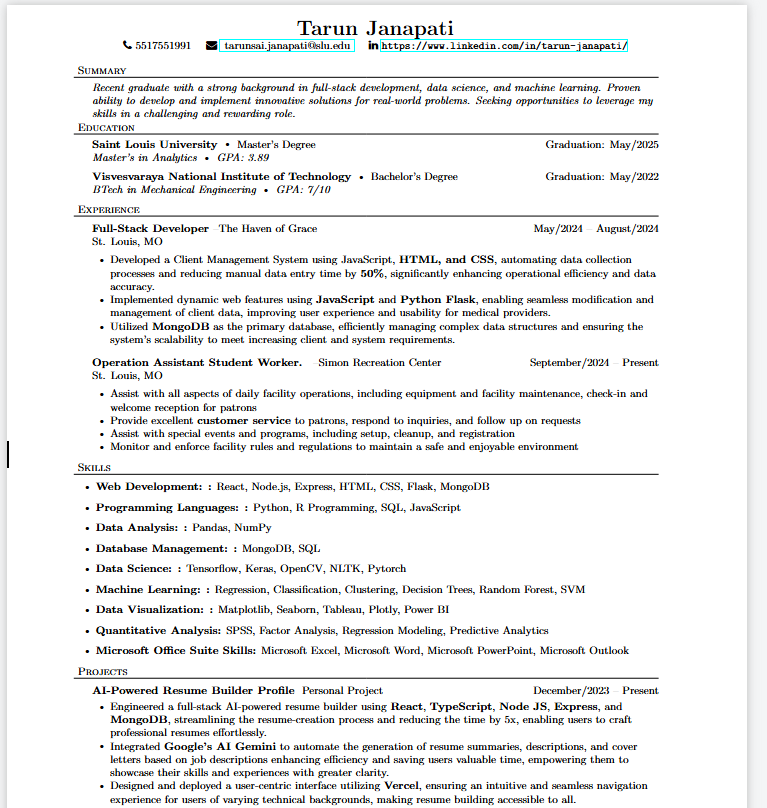 Tarun Janapati
5517551991 tarunsai.janapati@slu.edu https://www.linkedin.com/in/tarun-janapati/
Summary
Recent graduate with a strong background in full-stack development, data science, and machine learning. Proven
ability to develop and implement innovative solutions for real-world problems. Seeking opportunities to leverage my
skills in a challenging and rewarding role.
Education
Saint Louis University • Master's Degree Graduation: May/2025
Master's in Analytics • GPA: 3.89
Visvesvaraya National Institute of Technology • Bachelor's Degree Graduation: May/2022
BTech in Mechanical Engineering • GPA: 7/10
Experience
Full-Stack Developer –The Haven of Grace May/2024 – August/2024
St. Louis, MO
• Developed a Client Management System using JavaScript, HTML, and CSS, automating data collection
processes and reducing manual data entry time by 50%, significantly enhancing operational efficiency and data
accuracy.
• Implemented dynamic web features using JavaScript and Python Flask, enabling seamless modification and
management of client data, improving user experience and usability for medical providers.
• Utilized MongoDB as the primary database, efficiently managing complex data structures and ensuring the
system's scalability to meet increasing client and system requirements.
Operation Assistant Student Worker. –Simon Recreation Center September/2024 – Present
St. Louis, MO
• Assist with all aspects of daily facility operations, including equipment and facility maintenance, check-in and
welcome reception for patrons
• Provide excellent customer service to patrons, respond to inquiries, and follow up on requests
• Assist with special events and programs, including setup, cleanup, and registration
• Monitor and enforce facility rules and regulations to maintain a safe and enjoyable environment
Skills
• Web Development: : React, Node.js, Express, HTML, CSS, Flask, MongoDB
• Programming Languages: : Python, R Programming, SQL, JavaScript
• Data Analysis: : Pandas, NumPy
• Database Management: : MongoDB, SQL
• Data Science: : Tensorflow, Keras, OpenCV, NLTK, Pytorch
• Machine Learning: : Regression, Classification, Clustering, Decision Trees, Random Forest, SVM
• Data Visualization: : Matplotlib, Seaborn, Tableau, Plotly, Power BI
• Quantitative Analysis: SPSS, Factor Analysis, Regression Modeling, Predictive Analytics
• Microsoft Office Suite Skills: Microsoft Excel, Microsoft Word, Microsoft PowerPoint, Microsoft Outlook
Projects
AI-Powered Resume Builder Profile Personal Project December/2023 – Present
• Engineered a full-stack AI-powered resume builder using React, TypeScript, Node JS, Express, and
MongoDB, streamlining the resume-creation process and reducing the time by 5x, enabling users to craft
professional resumes effortlessly.
• Integrated Google's AI Gemini to automate the generation of resume summaries, descriptions, and cover
letters based on job descriptions enhancing efficiency and saving users valuable time, empowering them to
showcase their skills and experiences with greater clarity.
• Designed and deployed a user-centric interface utilizing Vercel, ensuring an intuitive and seamless navigation
experience for users of varying technical backgrounds, making resume building accessible to all.